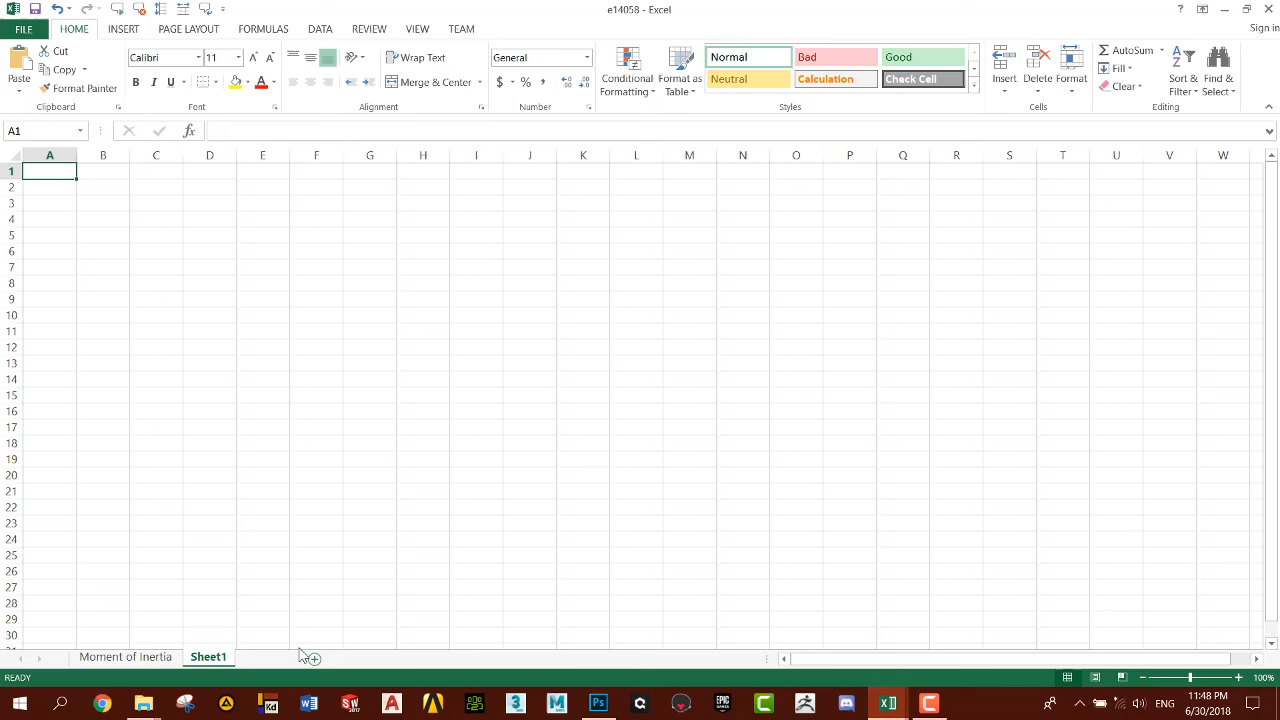 e14058 - Excel
?
Sign in
FILE HOME INSERT PAGE LAYOUT FORMULAS DATA REVIEW VIEW TEAM
Paste
Cut
Copy
Format Painter
Clipboard
Calibri 11
B I U
Font
Wrap Text
Merge & Center
Alignment
General
$ % ,
Number
Conditional Formatting
Format as Table
Normal Bad Good
Neutral Calculation Check Cell
Styles
Insert Delete Format
Cells
AutoSum
Fill
Clear
Sort & Filter
Find & Select
Editing
A1 fx
A B C D E F G H I J K L M N O P Q R S T U V W
1
2
3
4
5
6
7
8
9
10
11
12
13
14
15
16
17
18
19
20
21
22
23
24
25
26
27
28
29
30
Moment of Inertia Sheet1
READY
100%
ENG
11:48 PM
6/30/2018